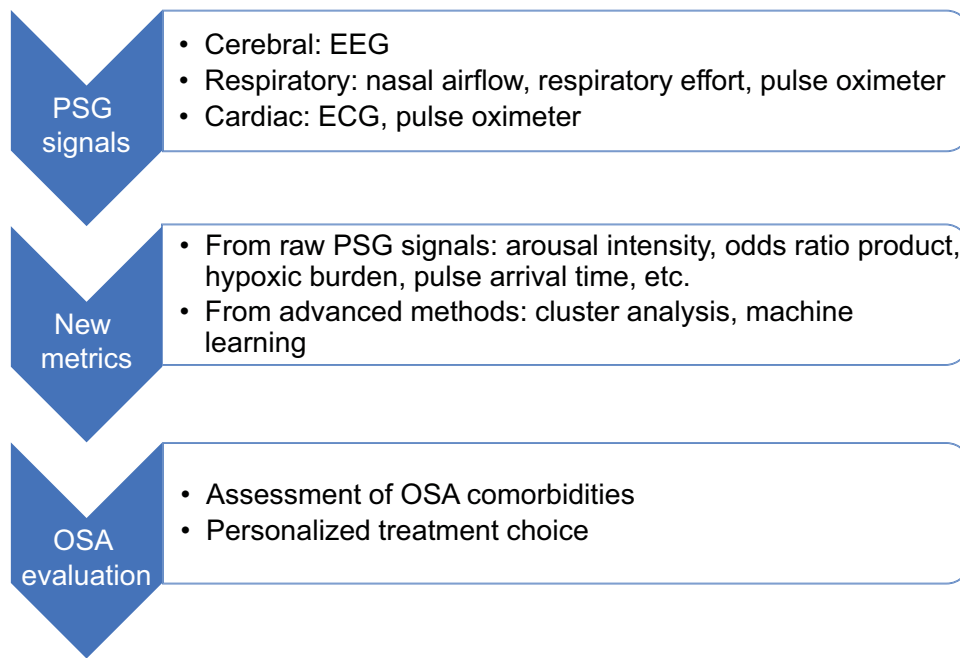 PSG
signals
• Cerebral: EEG
• Respiratory: nasal airflow, respiratory effort, pulse oximeter
• Cardiac: ECG, pulse oximeter
New
metrics
• From raw PSG signals: arousal intensity, odds ratio product,
hypoxic burden, pulse arrival time, etc.
• From advanced methods: cluster analysis, machine
learning
OSA
evaluation
• Assessment of OSA comorbidities
• Personalized treatment choice